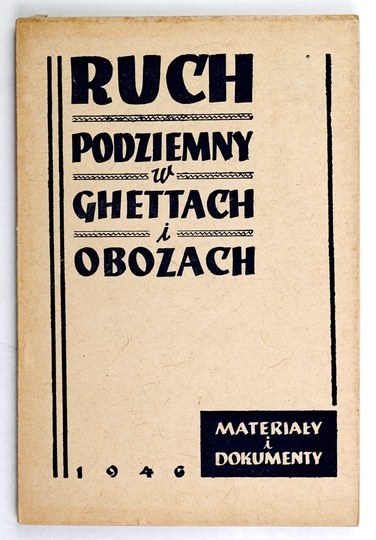 RUCH
PODZIEMNY
w
GHETTACH
i
OBOZACH
MATERIAŁY
i
DOKUMENTY
1946